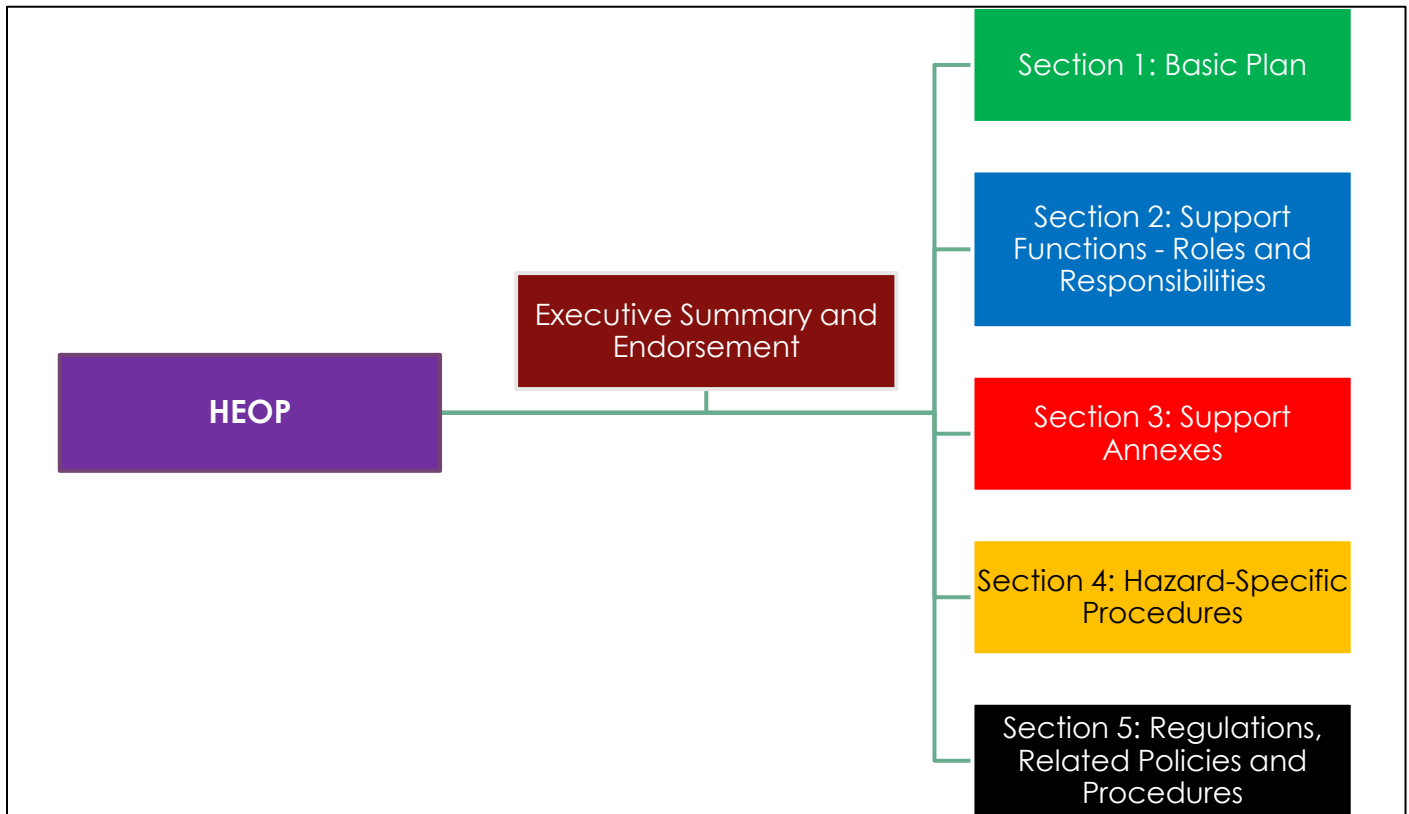 HEOP
Executive Summary and
Endorsement
Section 1: Basic Plan
Section 2: Support
Functions - Roles and
Responsibilities
Section 3: Support
Annexes
Section 4: Hazard-Specific
Procedures
Section 5: Regulations,
Related Policies and
Procedures